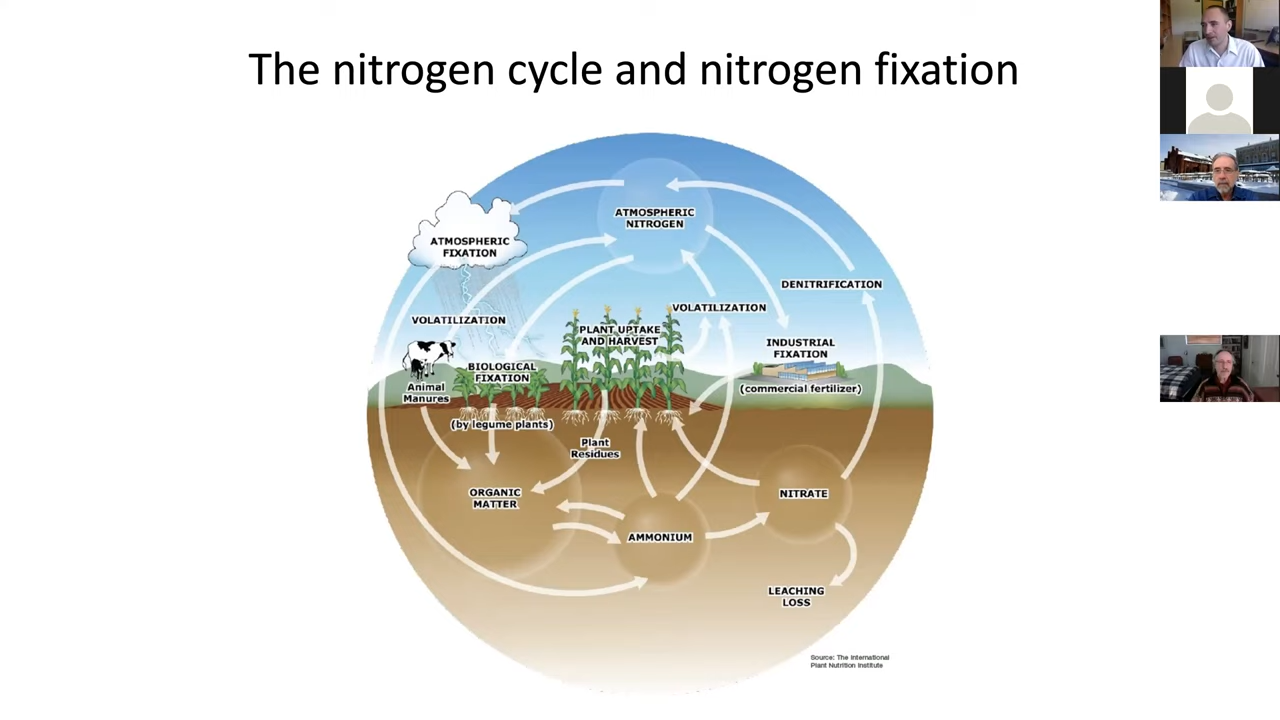 The nitrogen cycle and nitrogen fixation
ATMOSPHERIC
NITROGEN
ATMOSPHERIC
FIXATION
DENITRIFICATION
VOLATILIZATION
VOLATILIZATION
PLANT UPTAKE
AND HARVEST
INDUSTRIAL
FIXATION
(commercial fertilizer)
BIOLOGICAL
FIXATION
(by legume plants)
Animal
Manures
Plant
Residues
ORGANIC
MATTER
NITRATE
AMMONIUM
LEACHING
LOSS
Source: The International
Plant Nutrition Institute